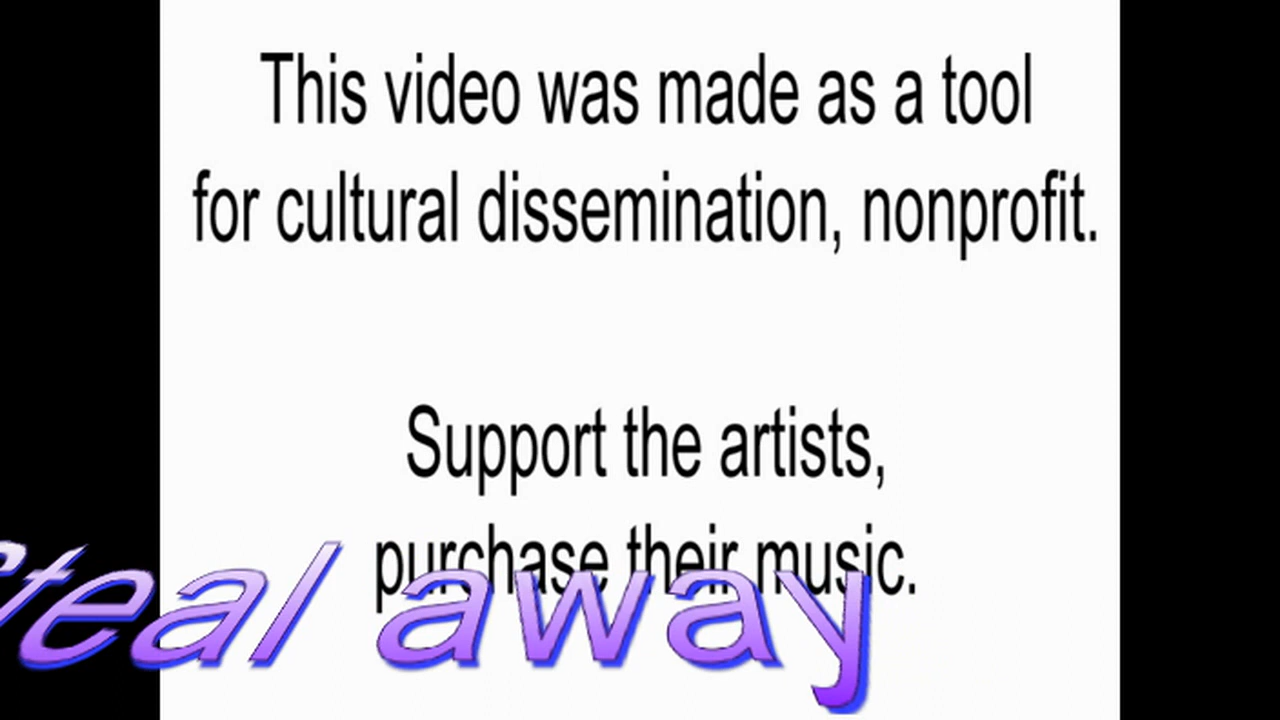 This video was made as a tool
for cultural dissemination, nonprofit.
Support the artists,
purchase their music.
Steal away